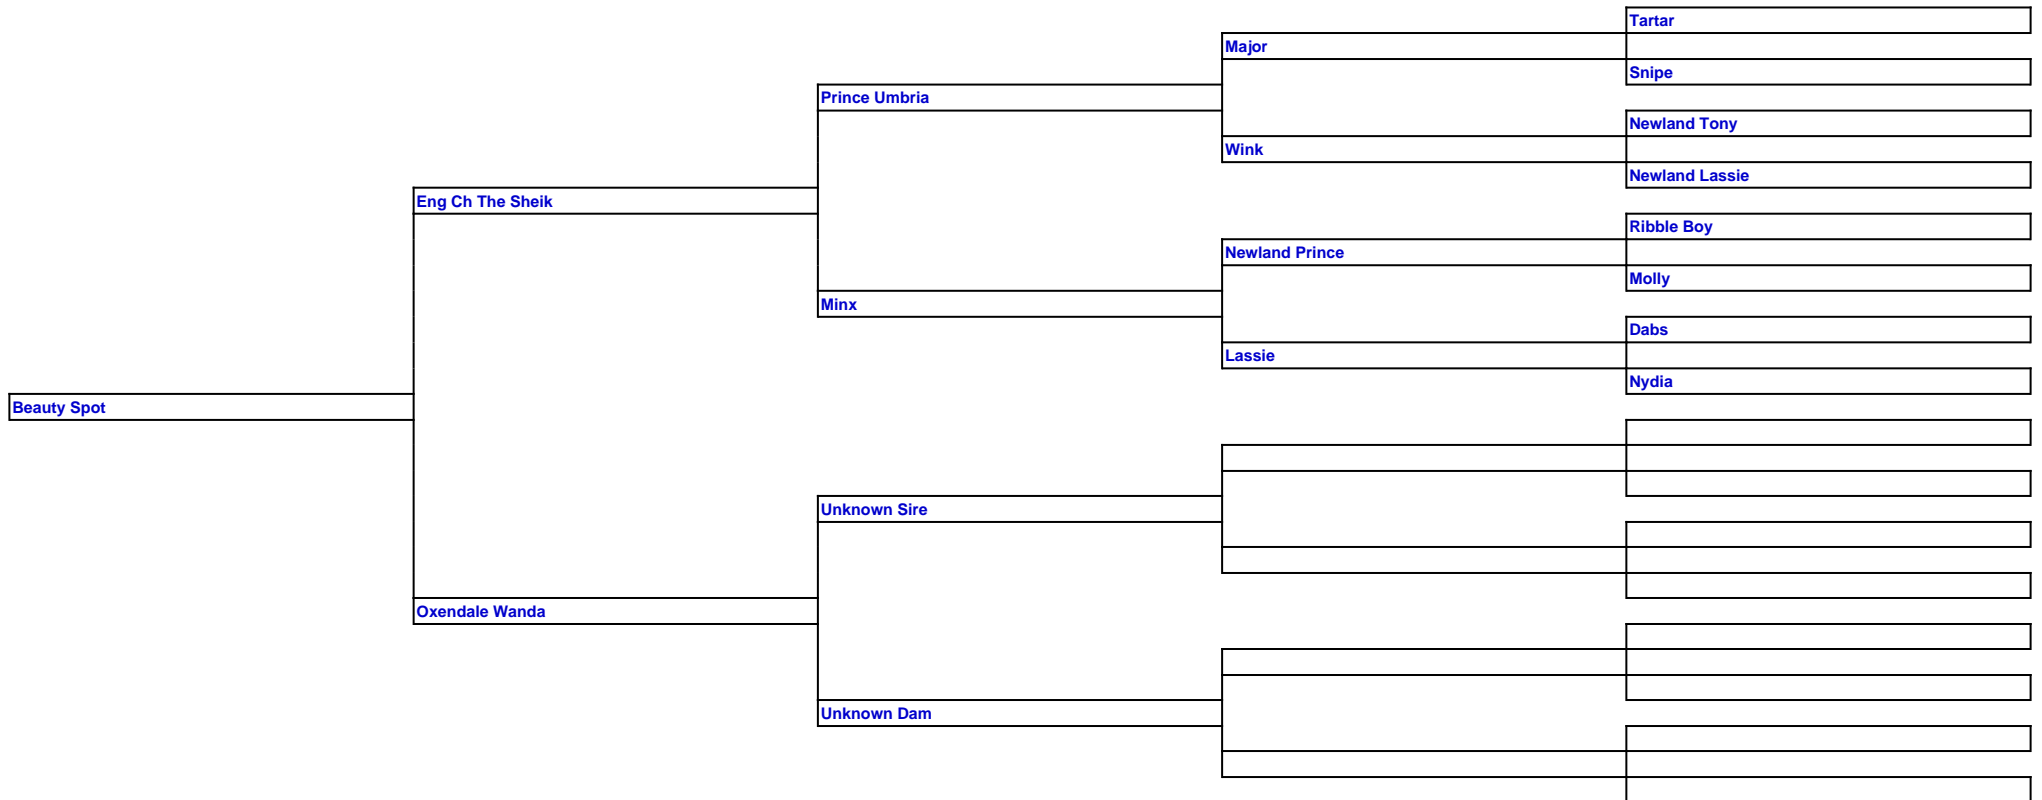 Tartar
Major
Snipe
Prince Umbria
Newland Tony
Wink
Newland Lassie
Eng Ch The Sheik
Ribble Boy
Newland Prince
Molly
Minx
Dabs
Lassie
Nydia
Beauty Spot
Unknown Sire
Oxendale Wanda
Unknown Dam